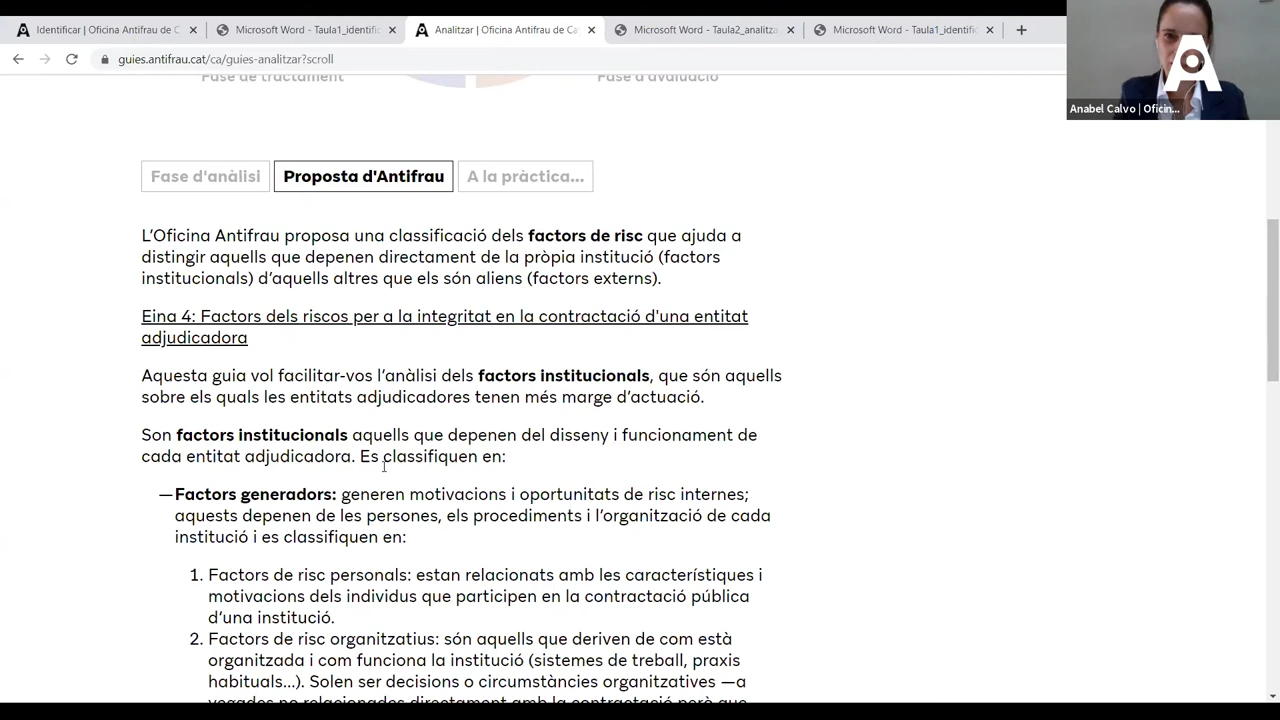 Identificar | Oficina Antifrau de C
Microsoft Word - Taula1_identific
Analitzar | Oficina Antifrau de Ca
Microsoft Word - Taula2_analitza
Microsoft Word - Taula1_identific
guies.antifrau.cat/ca/guies-analitzar?scroll
Anabel Calvo | Oficin...
Fase de tractament
Fase d'avaluació
Fase d'anàlisi
Proposta d'Antifrau
A la pràctica...
L'Oficina Antifrau proposa una classificació dels factors de risc que ajuda a
distingir aquells que depenen directament de la pròpia institució (factors
institucionals) d'aquells altres que els són aliens (factors externs).
Eina 4: Factors dels riscos per a la integritat en la contractació d'una entitat
adjudicadora
Aquesta guia vol facilitar-vos l'anàlisi dels factors institucionals, que són aquells
sobre els quals les entitats adjudicadores tenen més marge d'actuació.
Son factors institucionals aquells que depenen del disseny i funcionament de
cada entitat adjudicadora. Es classifiquen en:
—Factors generadors: generen motivacions i oportunitats de risc internes;
aquests depenen de les persones, els procediments i l'organització de cada
institució i es classifiquen en:
1. Factors de risc personals: estan relacionats amb les característiques i
motivacions dels individus que participen en la contractació pública
d'una institució.
2. Factors de risc organitzatius: són aquells que deriven de com està
organitzada i com funciona la institució (sistemes de treball, praxis
habituals...). Solen ser decisions o circumstàncies organitzatives —a
vegades no relacionades directament amb la contractació però que